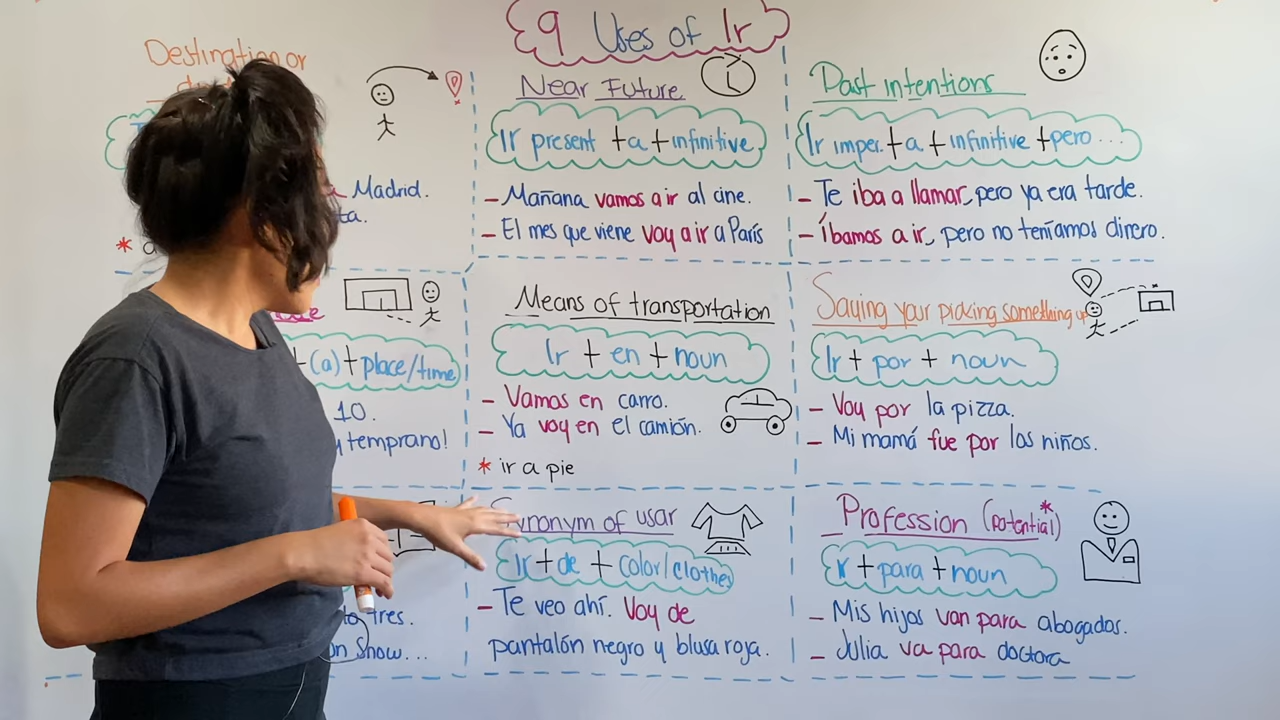 9 Uses of Ir
Destination or
Madrid.
ta.
*
Near Future
Ir present + a + infinitive
- Mañana vamos a ir al cine.
- El mes que viene voy a ir a París
Past intentions
Ir imper. + a + infinitive + pero...
- Te iba a llamar, pero ya era tarde.
- Íbamos a ir, pero no teníamos dinero.
+ (a) + place/time
10.
temprano!
Means of transportation
Ir + en + noun
- Vamos en carro.
- Ya voy en el camión.
* ir a pie
Saying your picking something up
Ir + por + noun
- Voy por la pizza.
- Mi mamá fue por los niños.
tres.
Show...
Synonym of usar
Ir + de + color/clothes
- Te veo ahí. Voy de
pantalón negro y blusa roja.
Profession (potential)*
Ir + para + noun
- Mis hijos van para abogados.
- Julia va para doctora